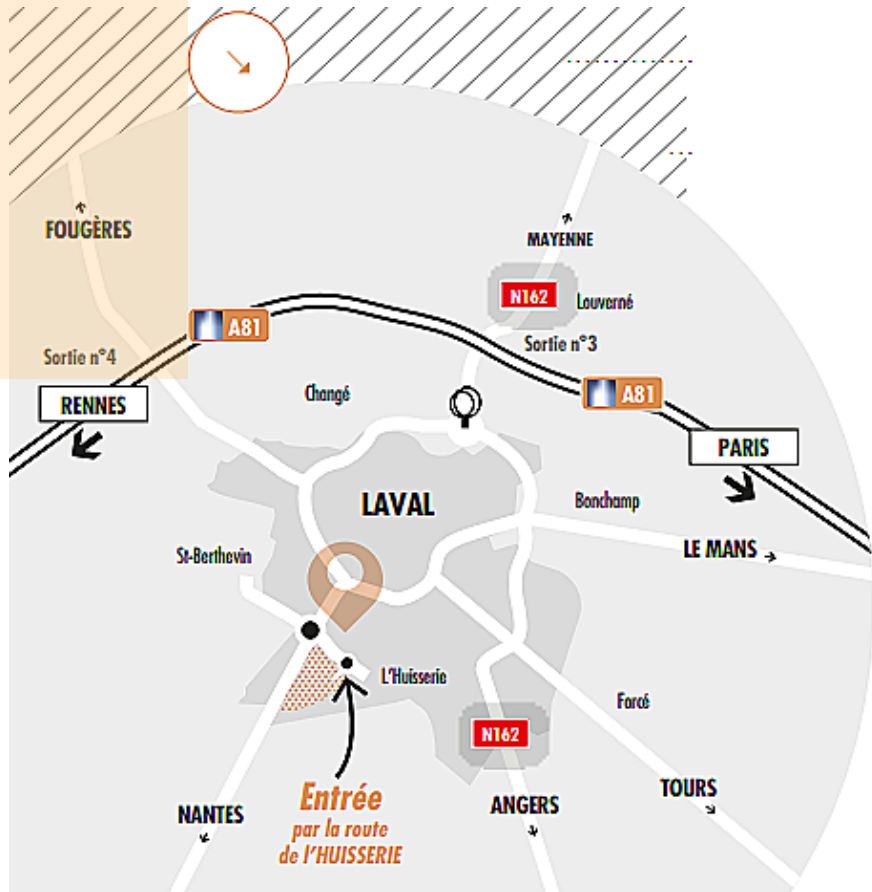 FOUGÈRES
MAYENNE
N162
Louverné
A81
Sortie n°3
Sortie n°4
A81
Changé
RENNES
PARIS
LAVAL
Bonchamp
LE MANS
St-Berthevin
L'Huisserie
Forcé
N162
TOURS
Entrée
ANGERS
NANTES
par la route
de l'HUISSERIE